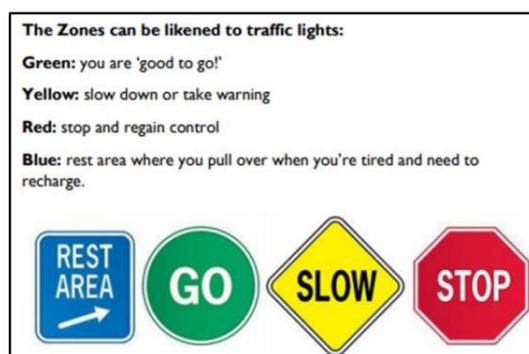 The Zones can be likened to traffic lights:
Green: you are ‘good to go!’
Yellow: slow down or take warning
Red: stop and regain control
Blue: rest area where you pull over when you’re tired and need to
recharge.
REST
AREA
GO
SLOW
STOP